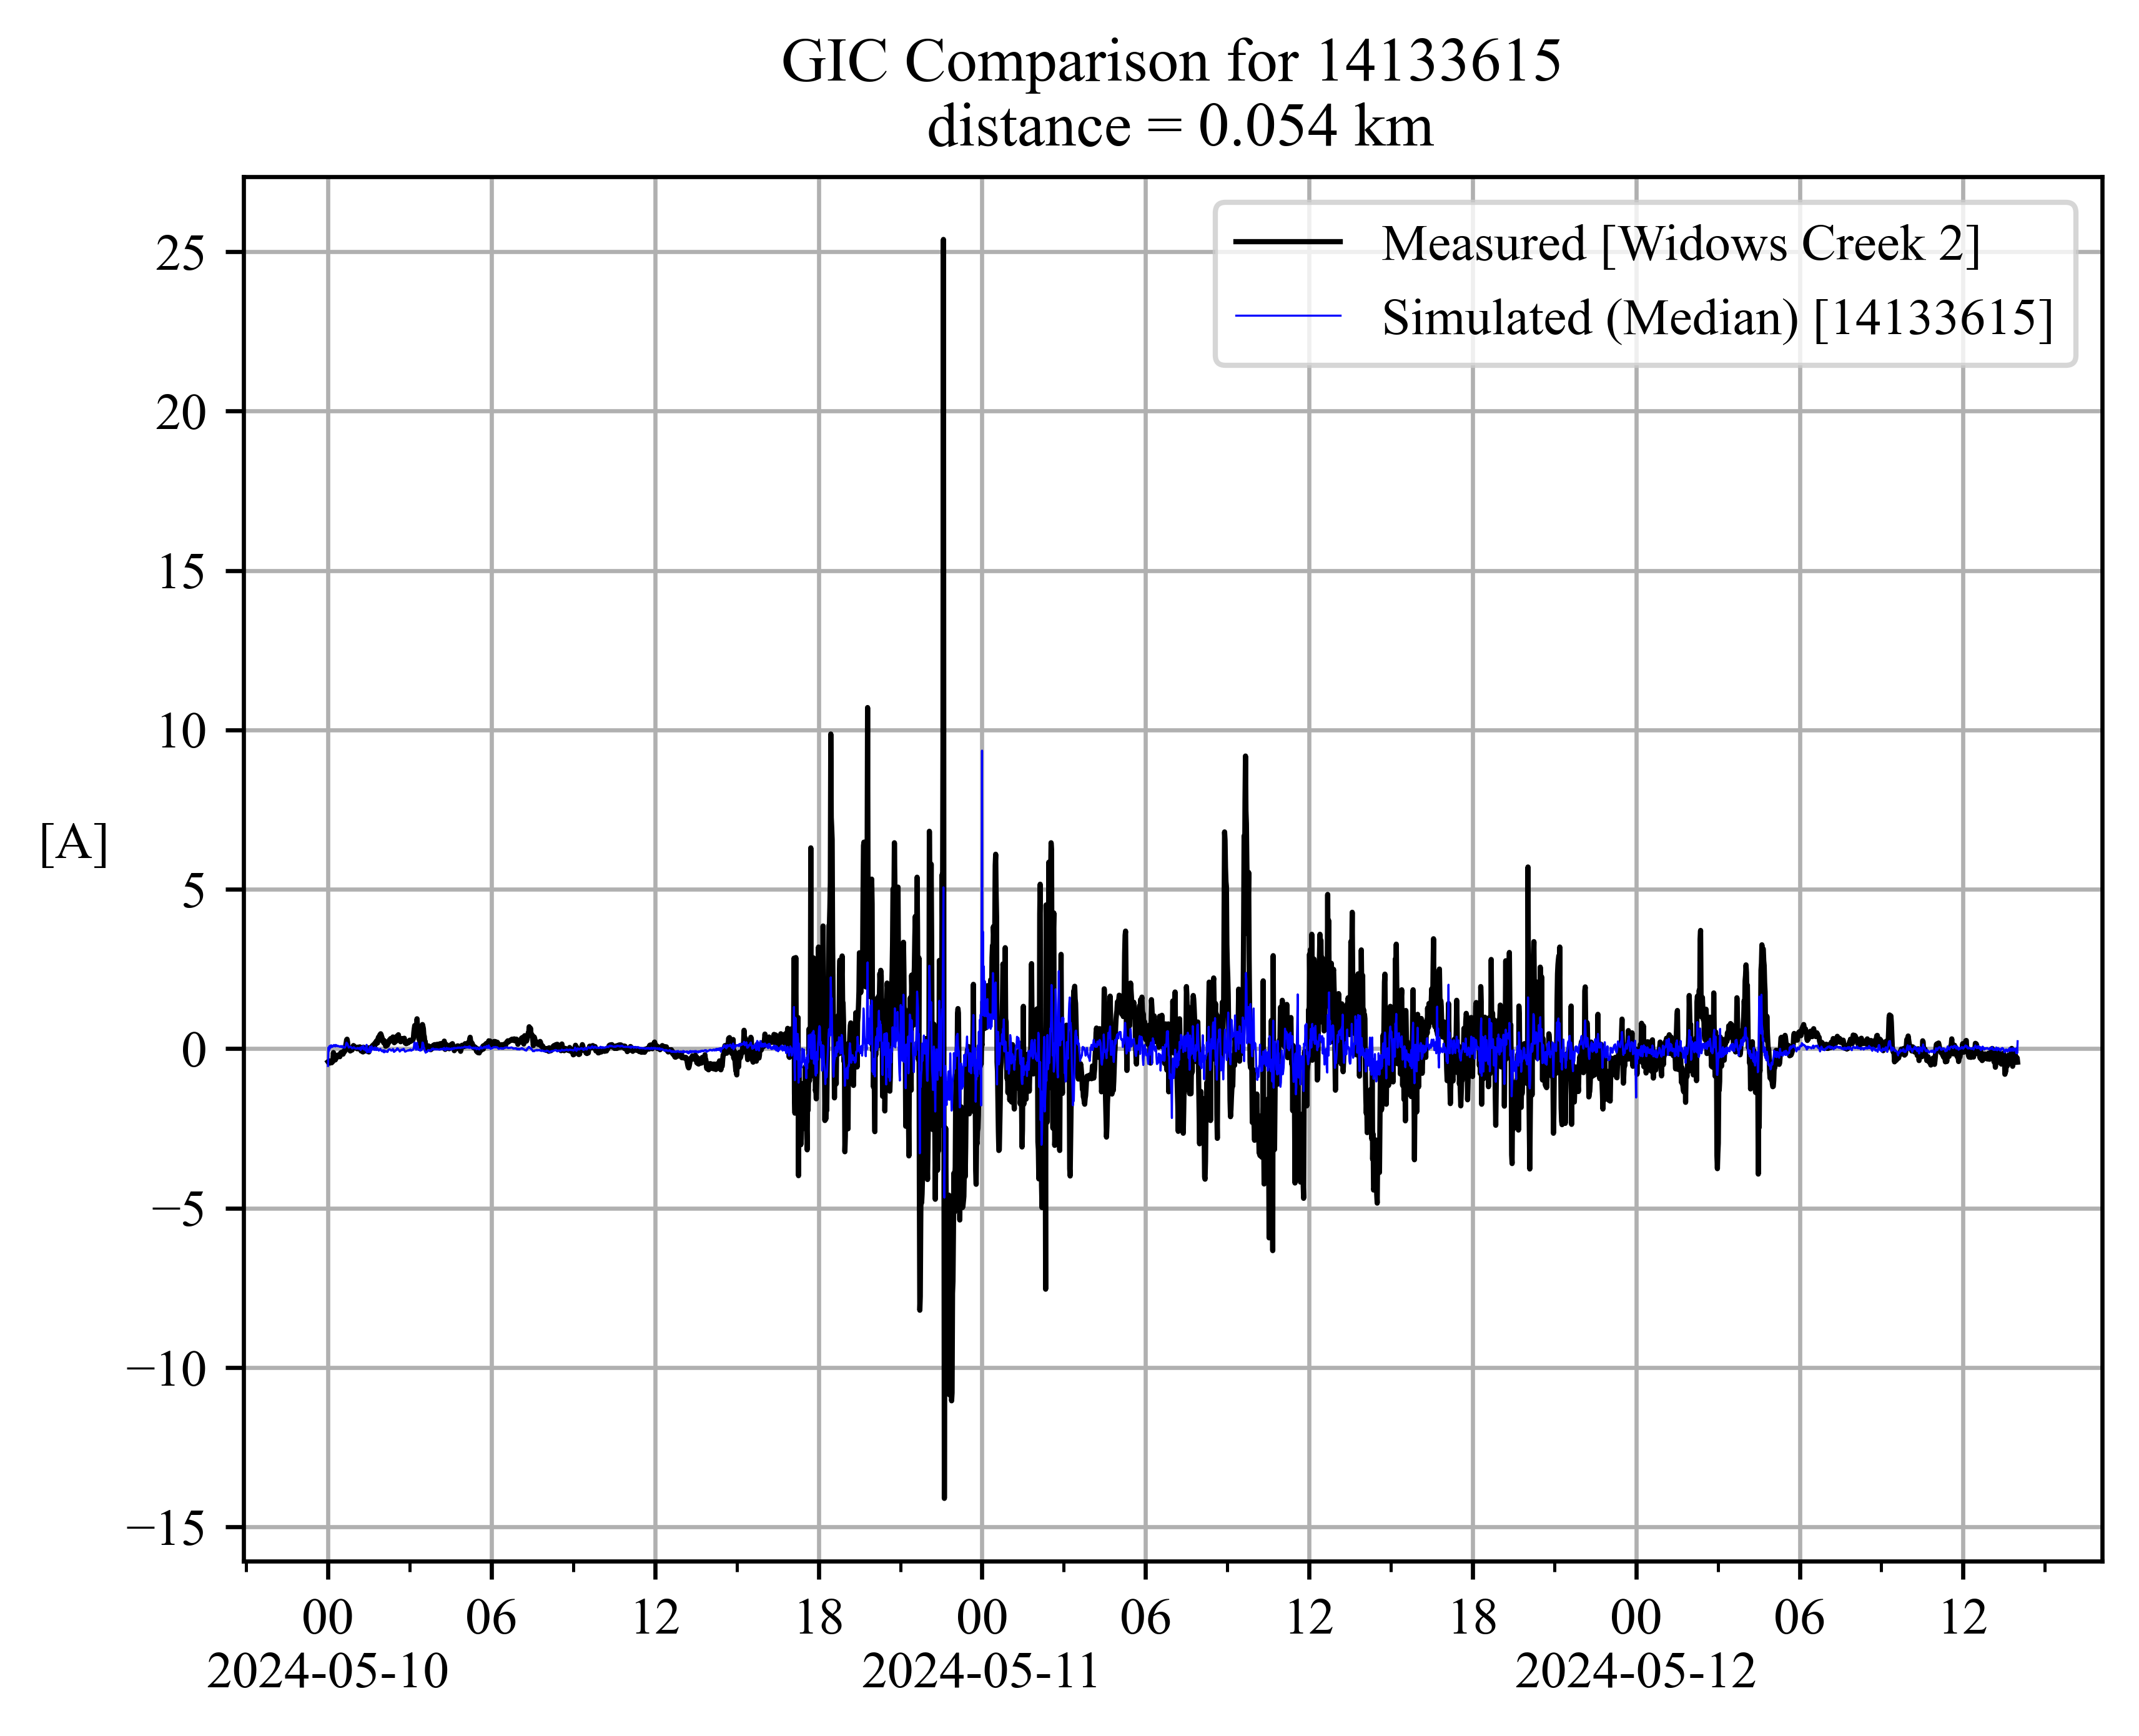 GIC Comparison for 14133615
distance = 0.054 km
Measured [Widows Creek 2]
Simulated (Median) [14133615]
[A]
25
20
15
10
5
0
−5
−10
−15
00 06 12 18 00 06 12 18 00 06 12
2024-05-10 2024-05-11 2024-05-12